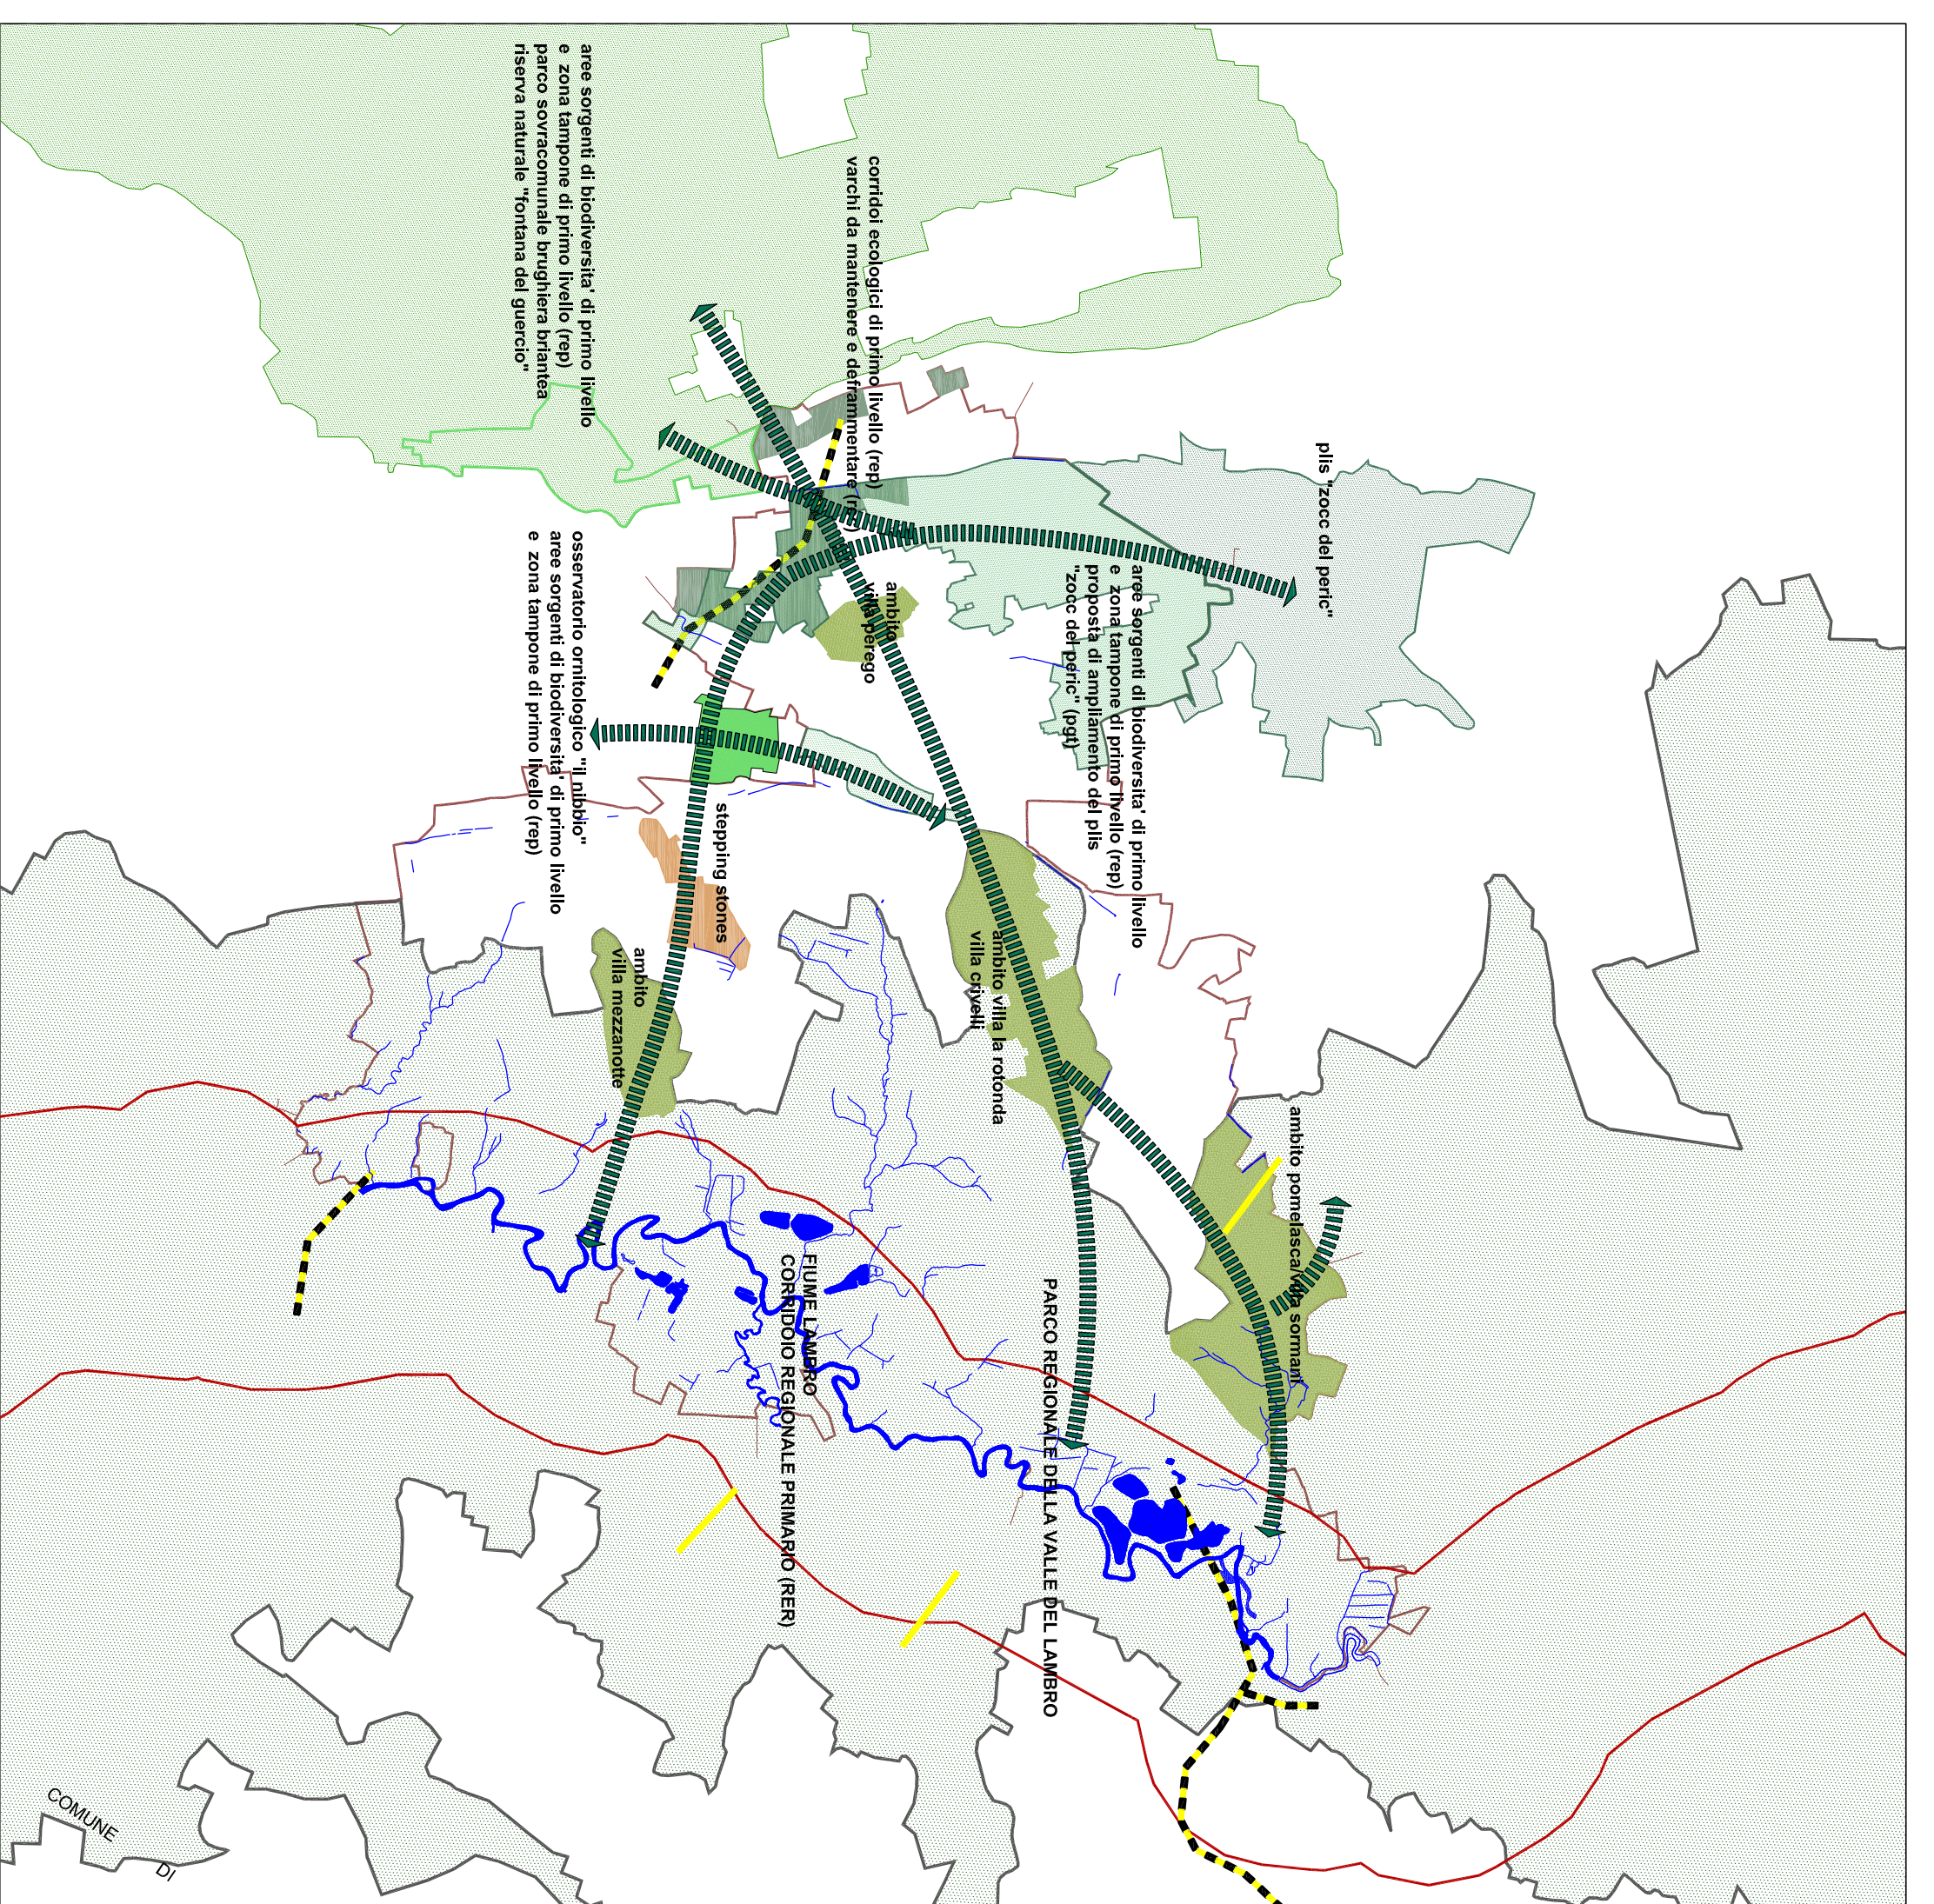 plis "zocc del peric"
corridoi ecologici di primo livello (rep)
varchi da mantenere e deframmentare (rep)
aree sorgenti di biodiversita' di primo livello
e  zona tampone di primo livello (rep)
parco sovracomunale brughiera briantea
riserva naturale "fontana del guercio"
aree sorgenti di biodiversita' di primo livello
e  zona tampone di primo livello (rep)
proposta di ampliamento del plis
"zocc del peric" (pgt)
ambito
villa perego
osservatorio ornitologico "il nibbio"
aree sorgenti di biodiversita' di primo livello
e  zona tampone di primo livello (rep)
stepping stones
ambito villa la rotonda
villa crivelli
ambito
villa mezzanotte
ambito pomelasca/villa sormani
PARCO REGIONALE DELLA VALLE DEL LAMBRO
FIUME LAMBRO
CORRIDOIO REGIONALE PRIMARIO (RER)
COMUNE
DI